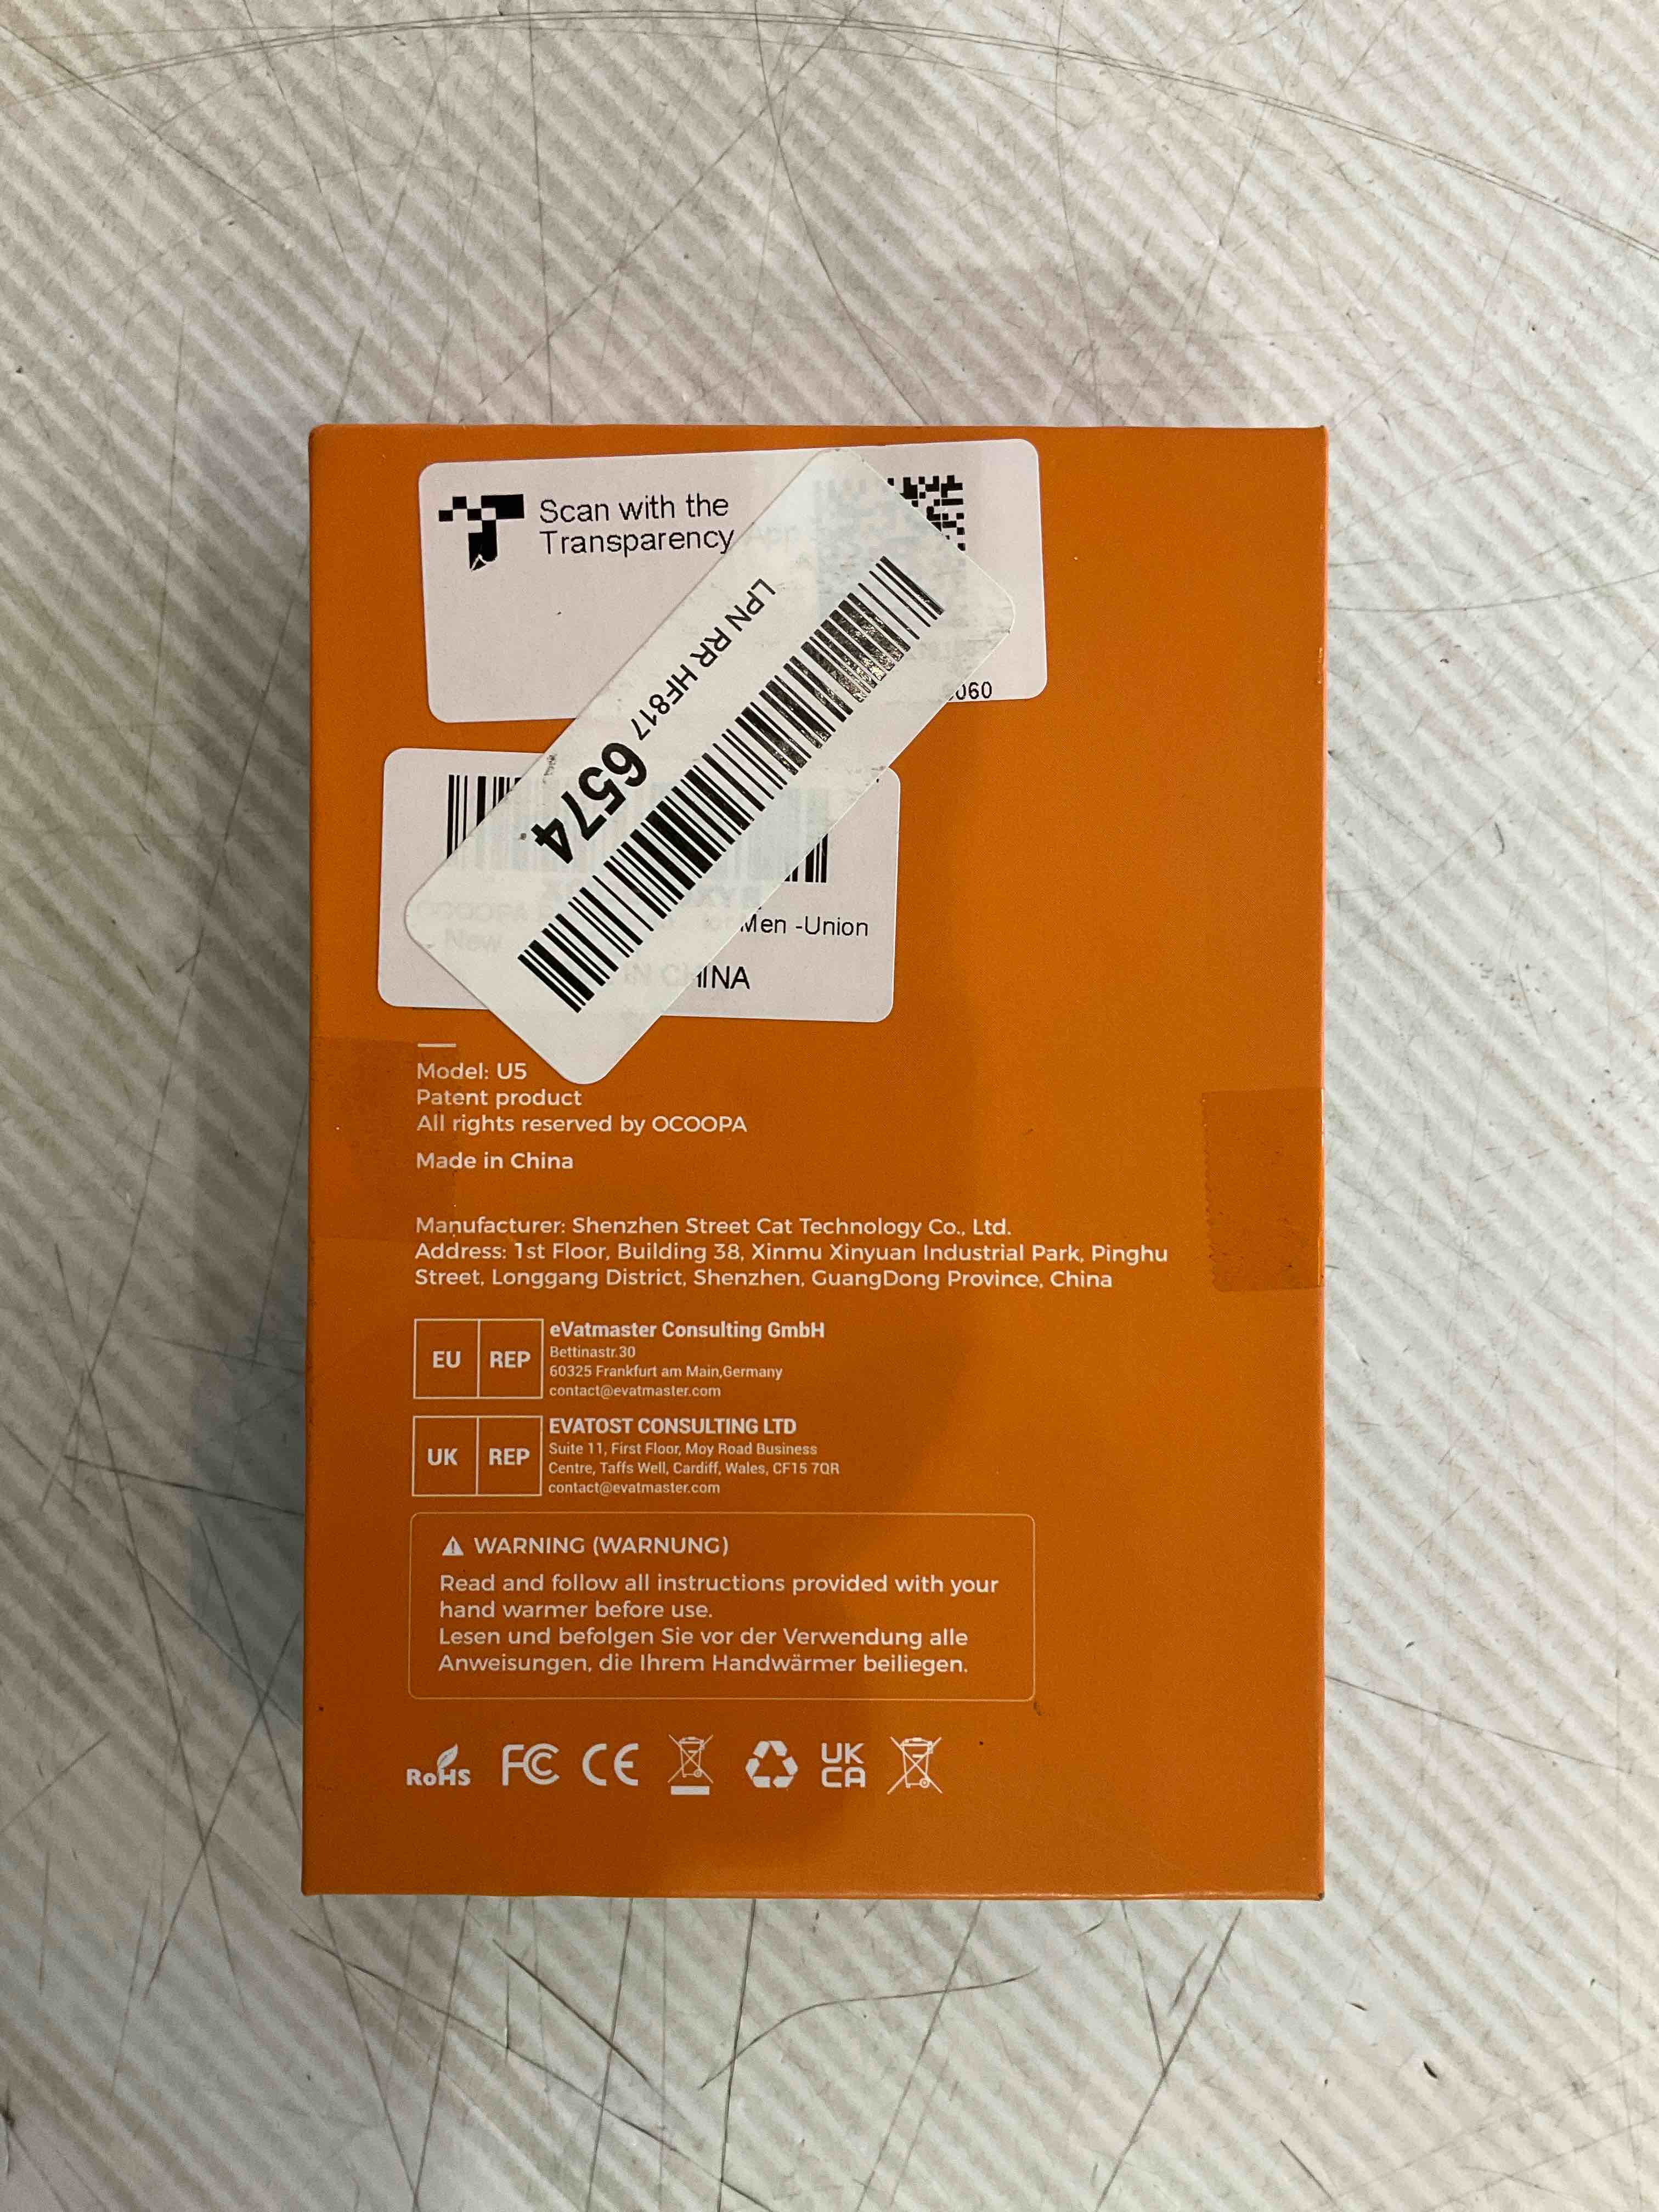 Scan with the
Transparency
060
LPN RR HF817 6574
New
Men -Union
IN CHINA
Model: U5
Patent product
All rights reserved by OCOOPA
Made in China
Manufacturer: Shenzhen Street Cat Technology Co., Ltd.
Address: 1st Floor, Building 38, Xinmu Xinyuan Industrial Park, Pinghu
Street, Longgang District, Shenzhen, GuangDong Province, China
EU REP
eVatmaster Consulting GmbH
Bettinastr.30
60325 Frankfurt am Main,Germany
contact@evatmaster.com
UK REP
EVATOST CONSULTING LTD
Suite 11, First Floor, Moy Road Business
Centre, Taffs Well, Cardiff, Wales, CF15 7QR
contact@evatmaster.com
WARNING (WARNUNG)
Read and follow all instructions provided with your
hand warmer before use.
Lesen und befolgen Sie vor der Verwendung alle
Anweisungen, die Ihrem Handwärmer beiliegen.
RoHS FC CE UK
CA